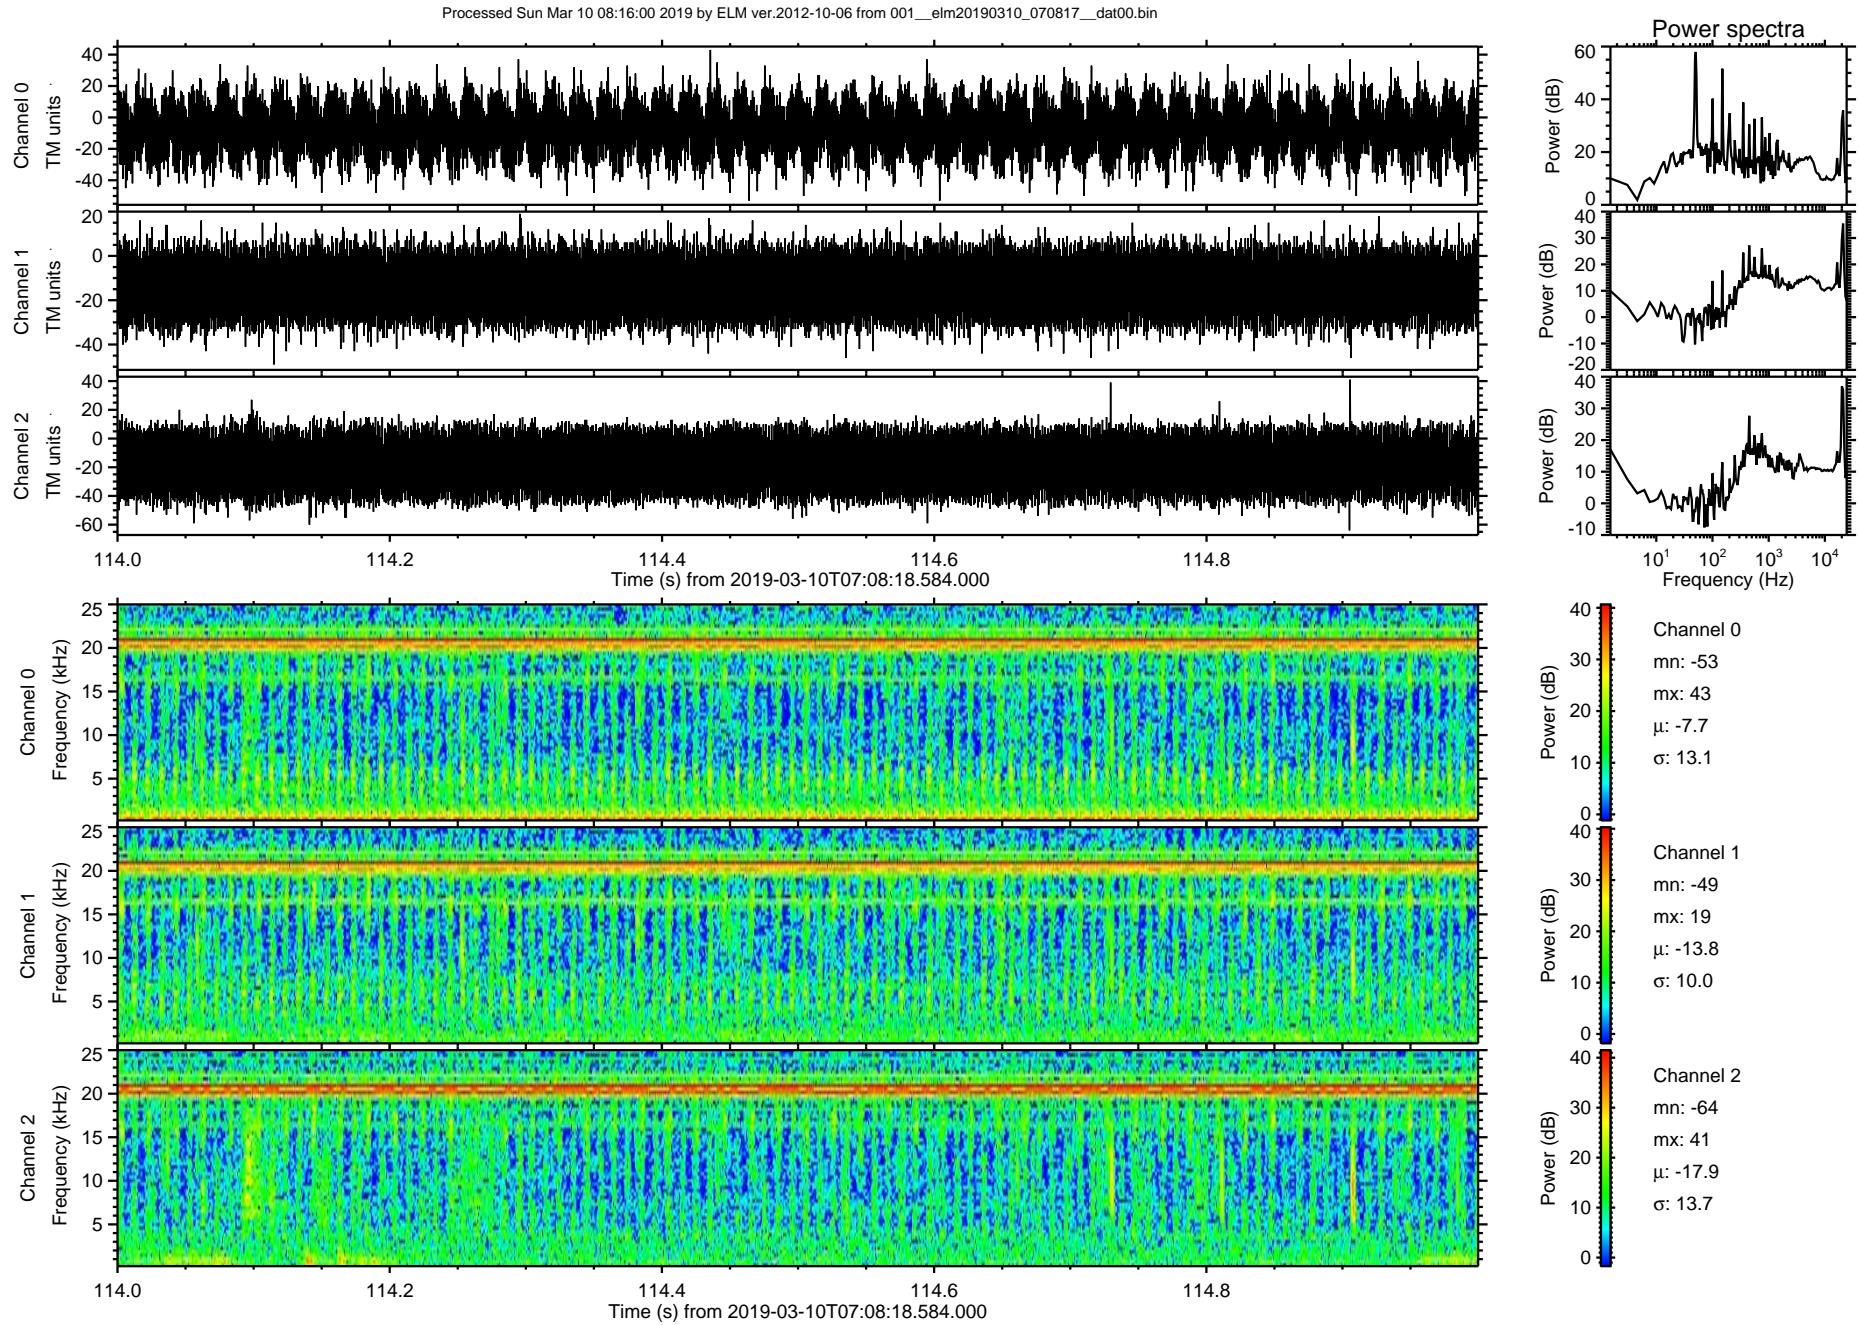 Processed Sun Mar 10 08:16:00 2019 by ELM ver.2012-10-06 from 001__elm20190310_070817__dat00.bin
Power spectra
Channel 0
TM units
40
20
0
-20
-40
Power (dB)
60
40
20
0
Channel 1
TM units
20
0
-20
-40
Power (dB)
40
30
20
10
0
-10
-20
Channel 2
TM units
40
20
0
-20
-40
-60
Power (dB)
40
30
20
10
0
-10
114.0 114.2 114.4 114.6 114.8
Time (s) from 2019-03-10T07:08:18.584.000
10¹ 10² 10³ 10⁴
Frequency (Hz)
Channel 0
Frequency (kHz)
25
20
15
10
5
Power (dB)
40
30
20
10
0
Channel 0
mn: -53
mx: 43
μ: -7.7
σ: 13.1
Channel 1
Frequency (kHz)
25
20
15
10
5
Power (dB)
40
30
20
10
0
Channel 1
mn: -49
mx: 19
μ: -13.8
σ: 10.0
Channel 2
Frequency (kHz)
25
20
15
10
5
Power (dB)
40
30
20
10
0
Channel 2
mn: -64
mx: 41
μ: -17.9
σ: 13.7
114.0 114.2 114.4 114.6 114.8
Time (s) from 2019-03-10T07:08:18.584.000